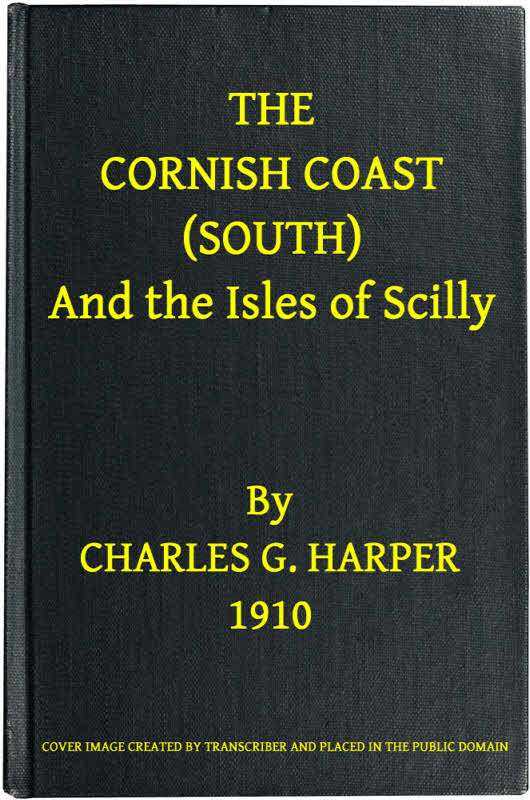 THE
CORNISH COAST
(SOUTH)
And the Isles of Scilly
By
CHARLES G. HARPER
1910
COVER IMAGE CREATED BY TRANSCRIBER AND PLACED IN THE PUBLIC DOMAIN